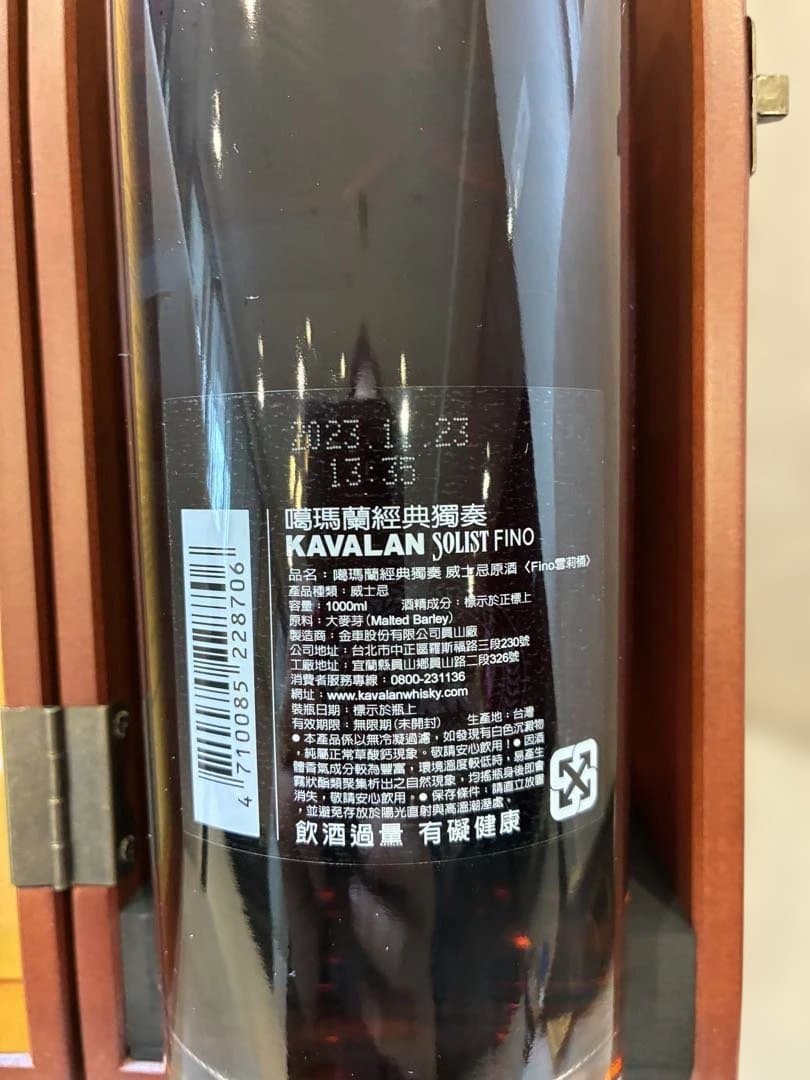 2023.11.23
13:35
噶瑪蘭經典獨奏
KAVALAN SOLIST FINO
品名：噶瑪蘭經典獨奏 威士忌原酒〈Fino雪莉桶〉
產品種類：威士忌
容量：1000ml 酒精成分：標示於正標上
原料：大麥芽（Malted Barley）
製造商：金車股份有限公司員山廠
公司地址：台北市中正區羅斯福路三段230號
工廠地址：宜蘭縣員山鄉員山路二段326號
消費者服務專線：0800-231136
網址：www.kavalanwhisky.com
裝瓶日期：標示於瓶上
有效期限：無限期（未開封） 生產地：台灣
●本產品係以無冷凝過濾，如發現有白色沉澱物
，純屬正常草酸鈣現象。敬請安心飲用！●因酒
體香氣成分較為豐富，環境溫度較低時，易產生
霧狀酯類聚集析出之自然現象，均搖瓶身後即會
消失，敬請安心飲用。●保存條件：請直立放置
，並避免存放於陽光直射與高溫潮溼處。
飲酒過量 有礙健康
4 710085 228706